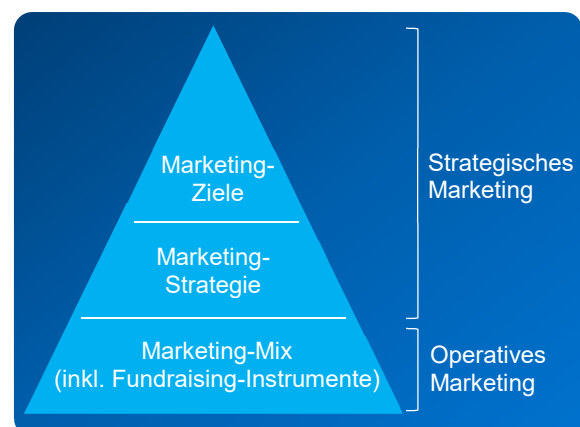 Marketing-
Ziele
Strategisches
Marketing
Marketing-
Strategie
Marketing-Mix
(inkl. Fundraising-Instrumente)
Operatives
Marketing